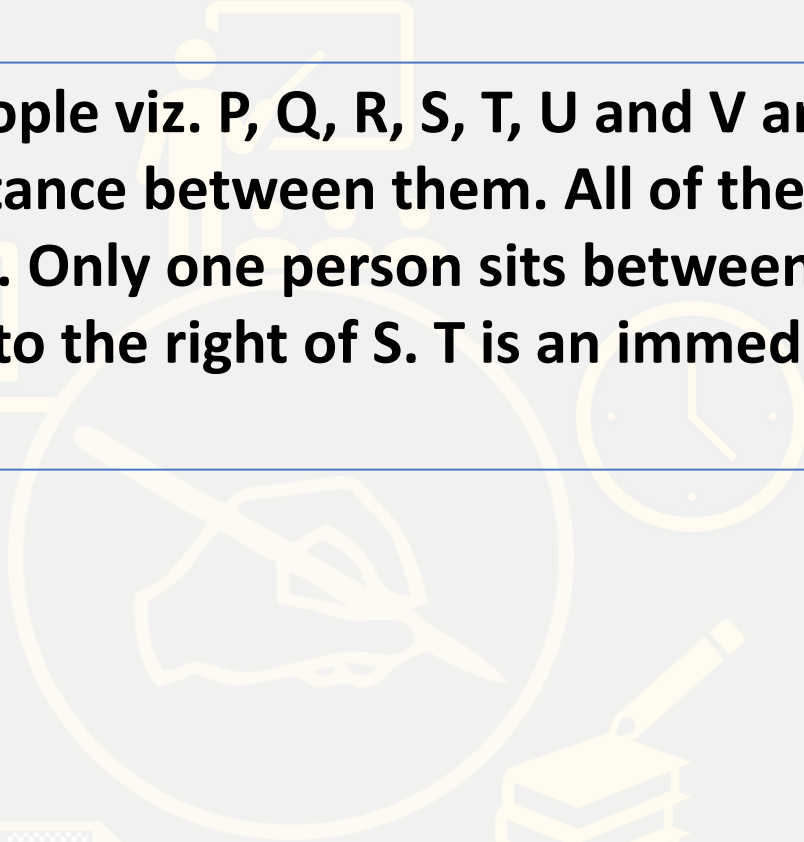 ople viz. P, Q, R, S, T, U and V ar
tance between them. All of the
. Only one person sits between
to the right of S. T is an immed